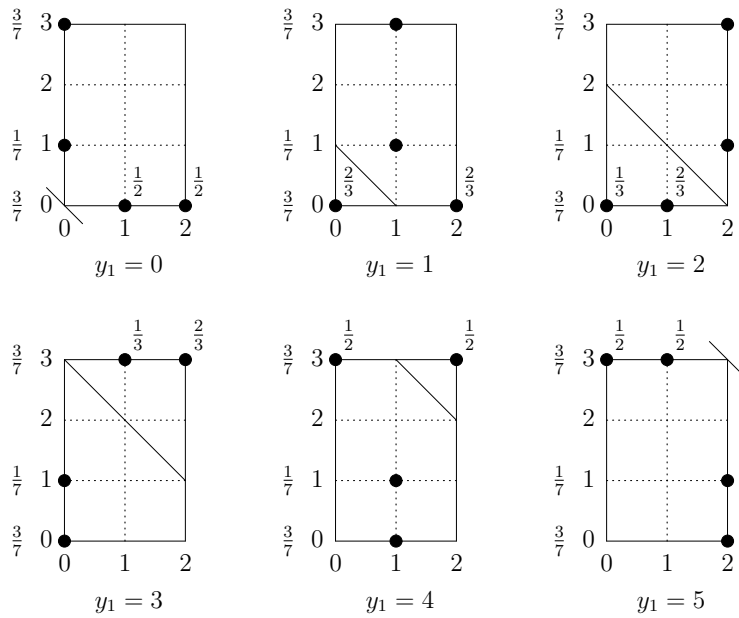 3/7 3
2
1/7 1
1/2 1/2
3/7 0
0 1 2
y₁ = 0
3/7 3
2
1/7 1
2/3 2/3
3/7 0
0 1 2
y₁ = 1
3/7 3
2
1/7 1
1/3 2/3
3/7 0
0 1 2
y₁ = 2
1/3 2/3
3/7 3
2
1/7 1
3/7 0
0 1 2
y₁ = 3
1/2 1/2
3/7 3
2
1/7 1
3/7 0
0 1 2
y₁ = 4
1/2 1/2
3/7 3
2
1/7 1
3/7 0
0 1 2
y₁ = 5